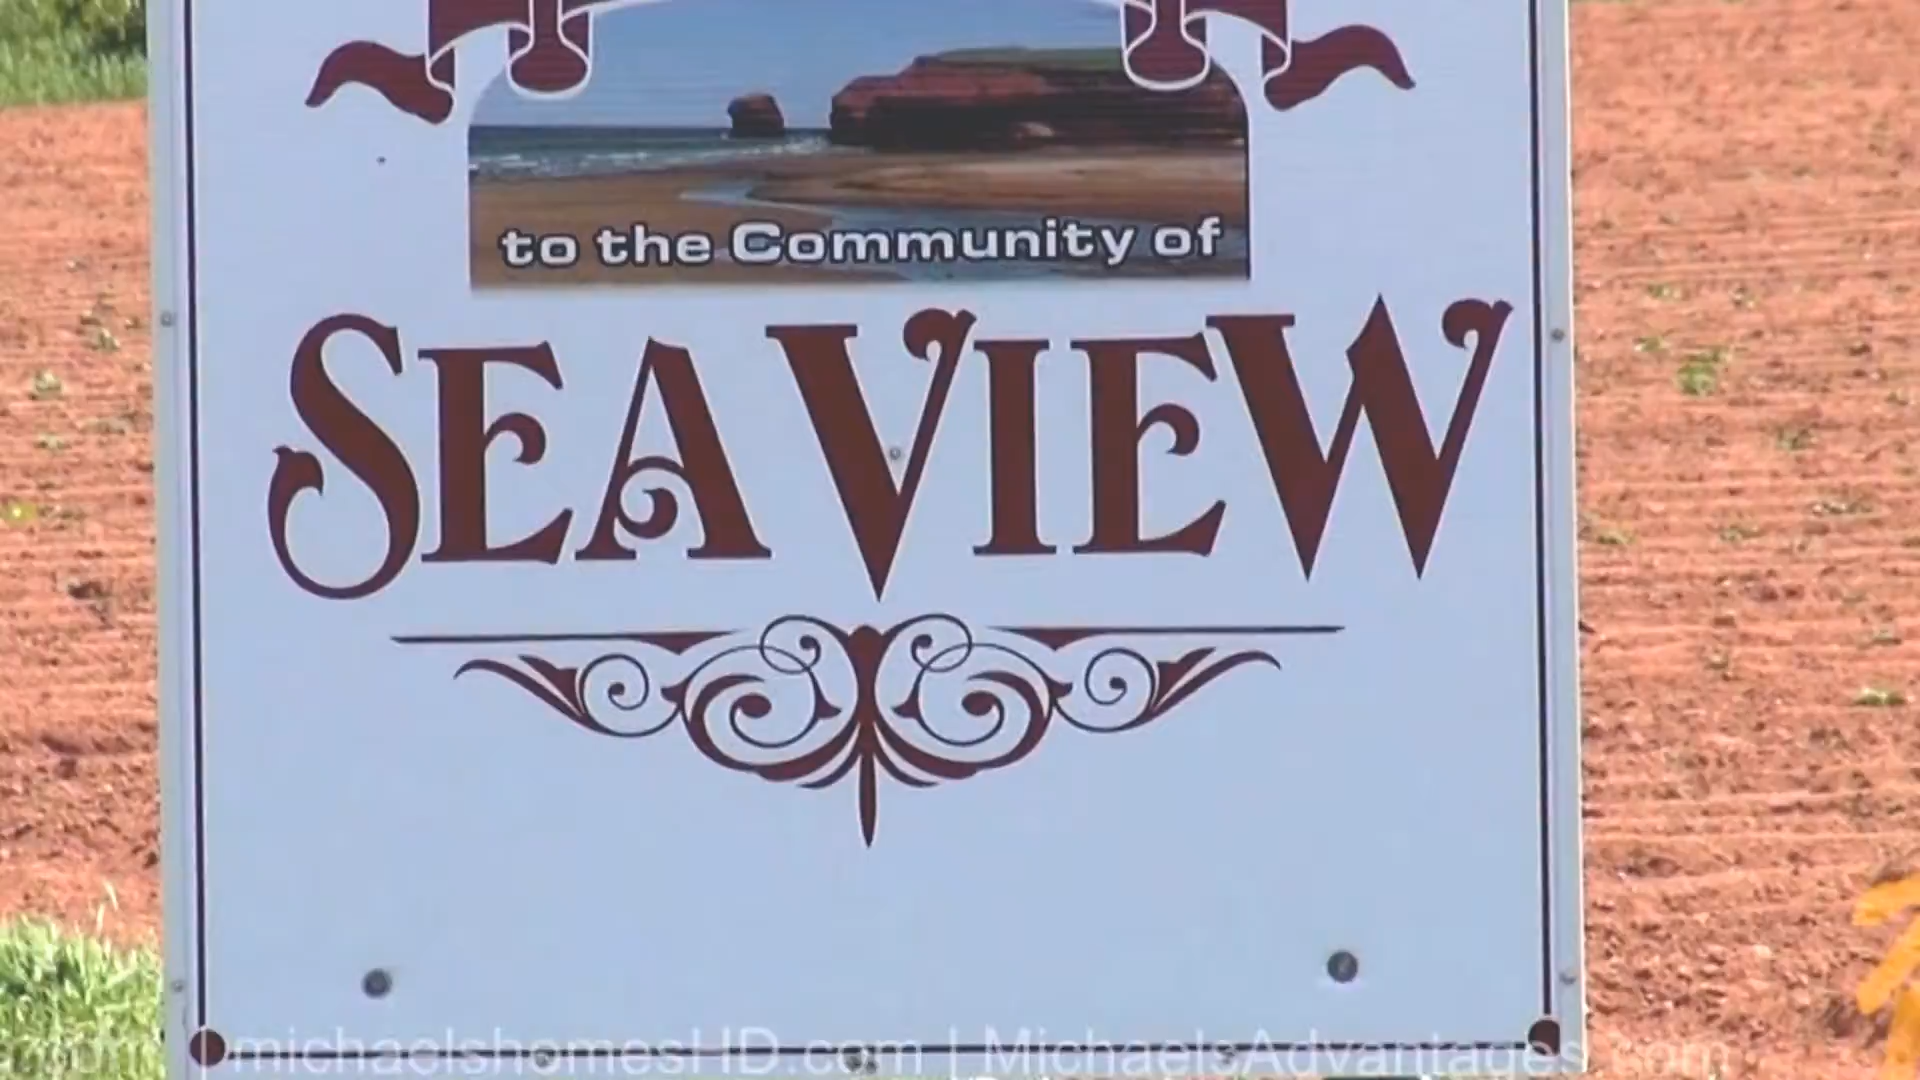 to the Community of
SEAVIEW
| michaelshomesHD.com | MichaelsAdvantages.com